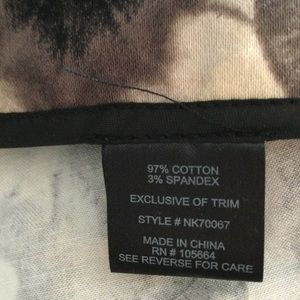 97% COTTON
3% SPANDEX
EXCLUSIVE OF TRIM
STYLE # NK70067
MADE IN CHINA
RN # 105664
SEE REVERSE FOR CARE